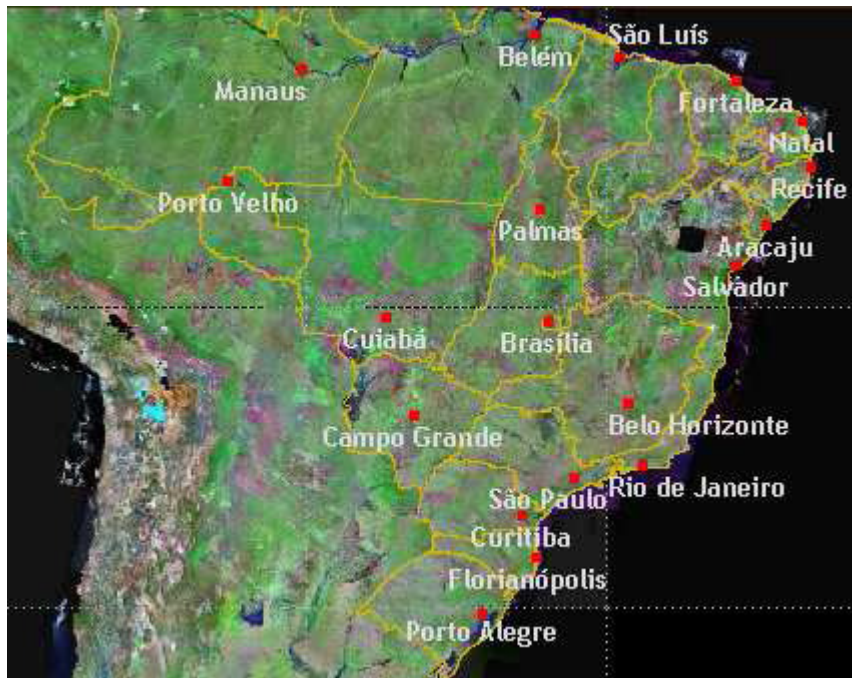 São Luís
Belém
Manaus
Fortaleza
Natal
Recife
Porto Velho
Palmas
Aracaju
Salvador
Cuiabá
Brasília
Belo Horizonte
Campo Grande
Rio de Janeiro
São Paulo
Curitiba
Florianópolis
Porto Alegre